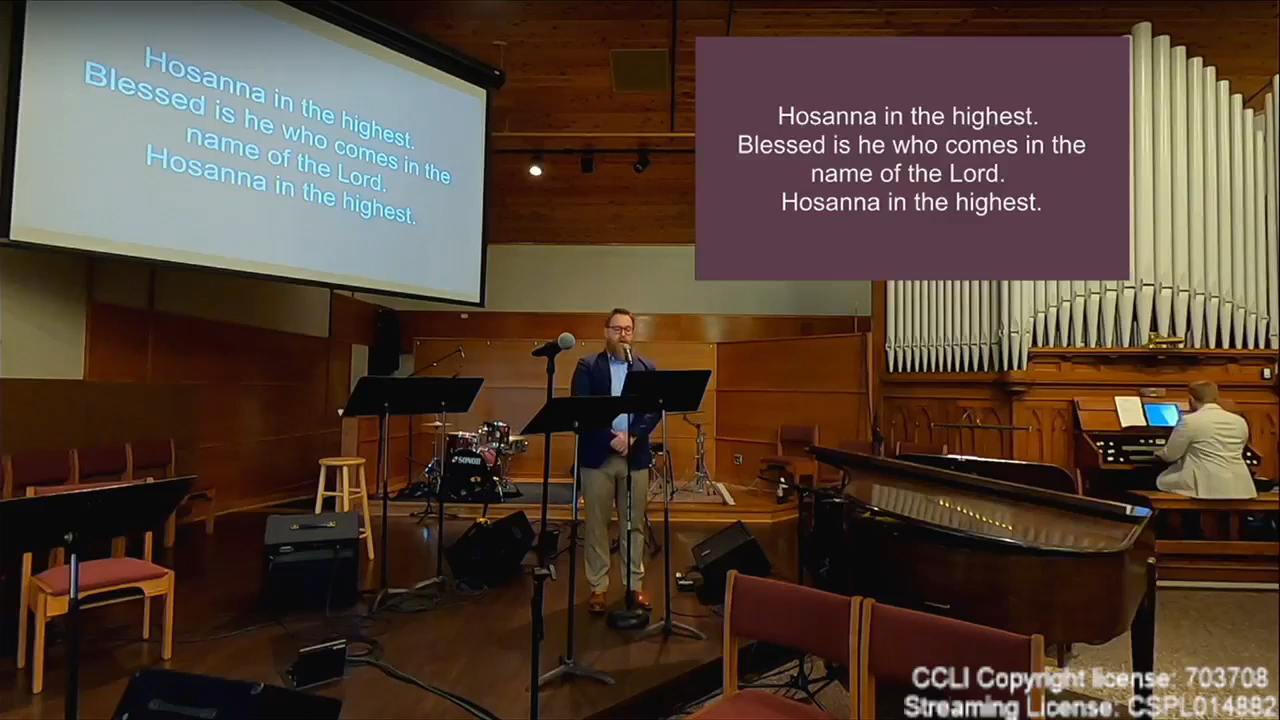 Hosanna in the highest.
Blessed is he who comes in the
name of the Lord.
Hosanna in the highest.
Hosanna in the highest.
Blessed is he who comes in the
name of the Lord.
Hosanna in the highest.
SONOR
CCLI Copyright license: 703708
Streaming License: CSPL014882